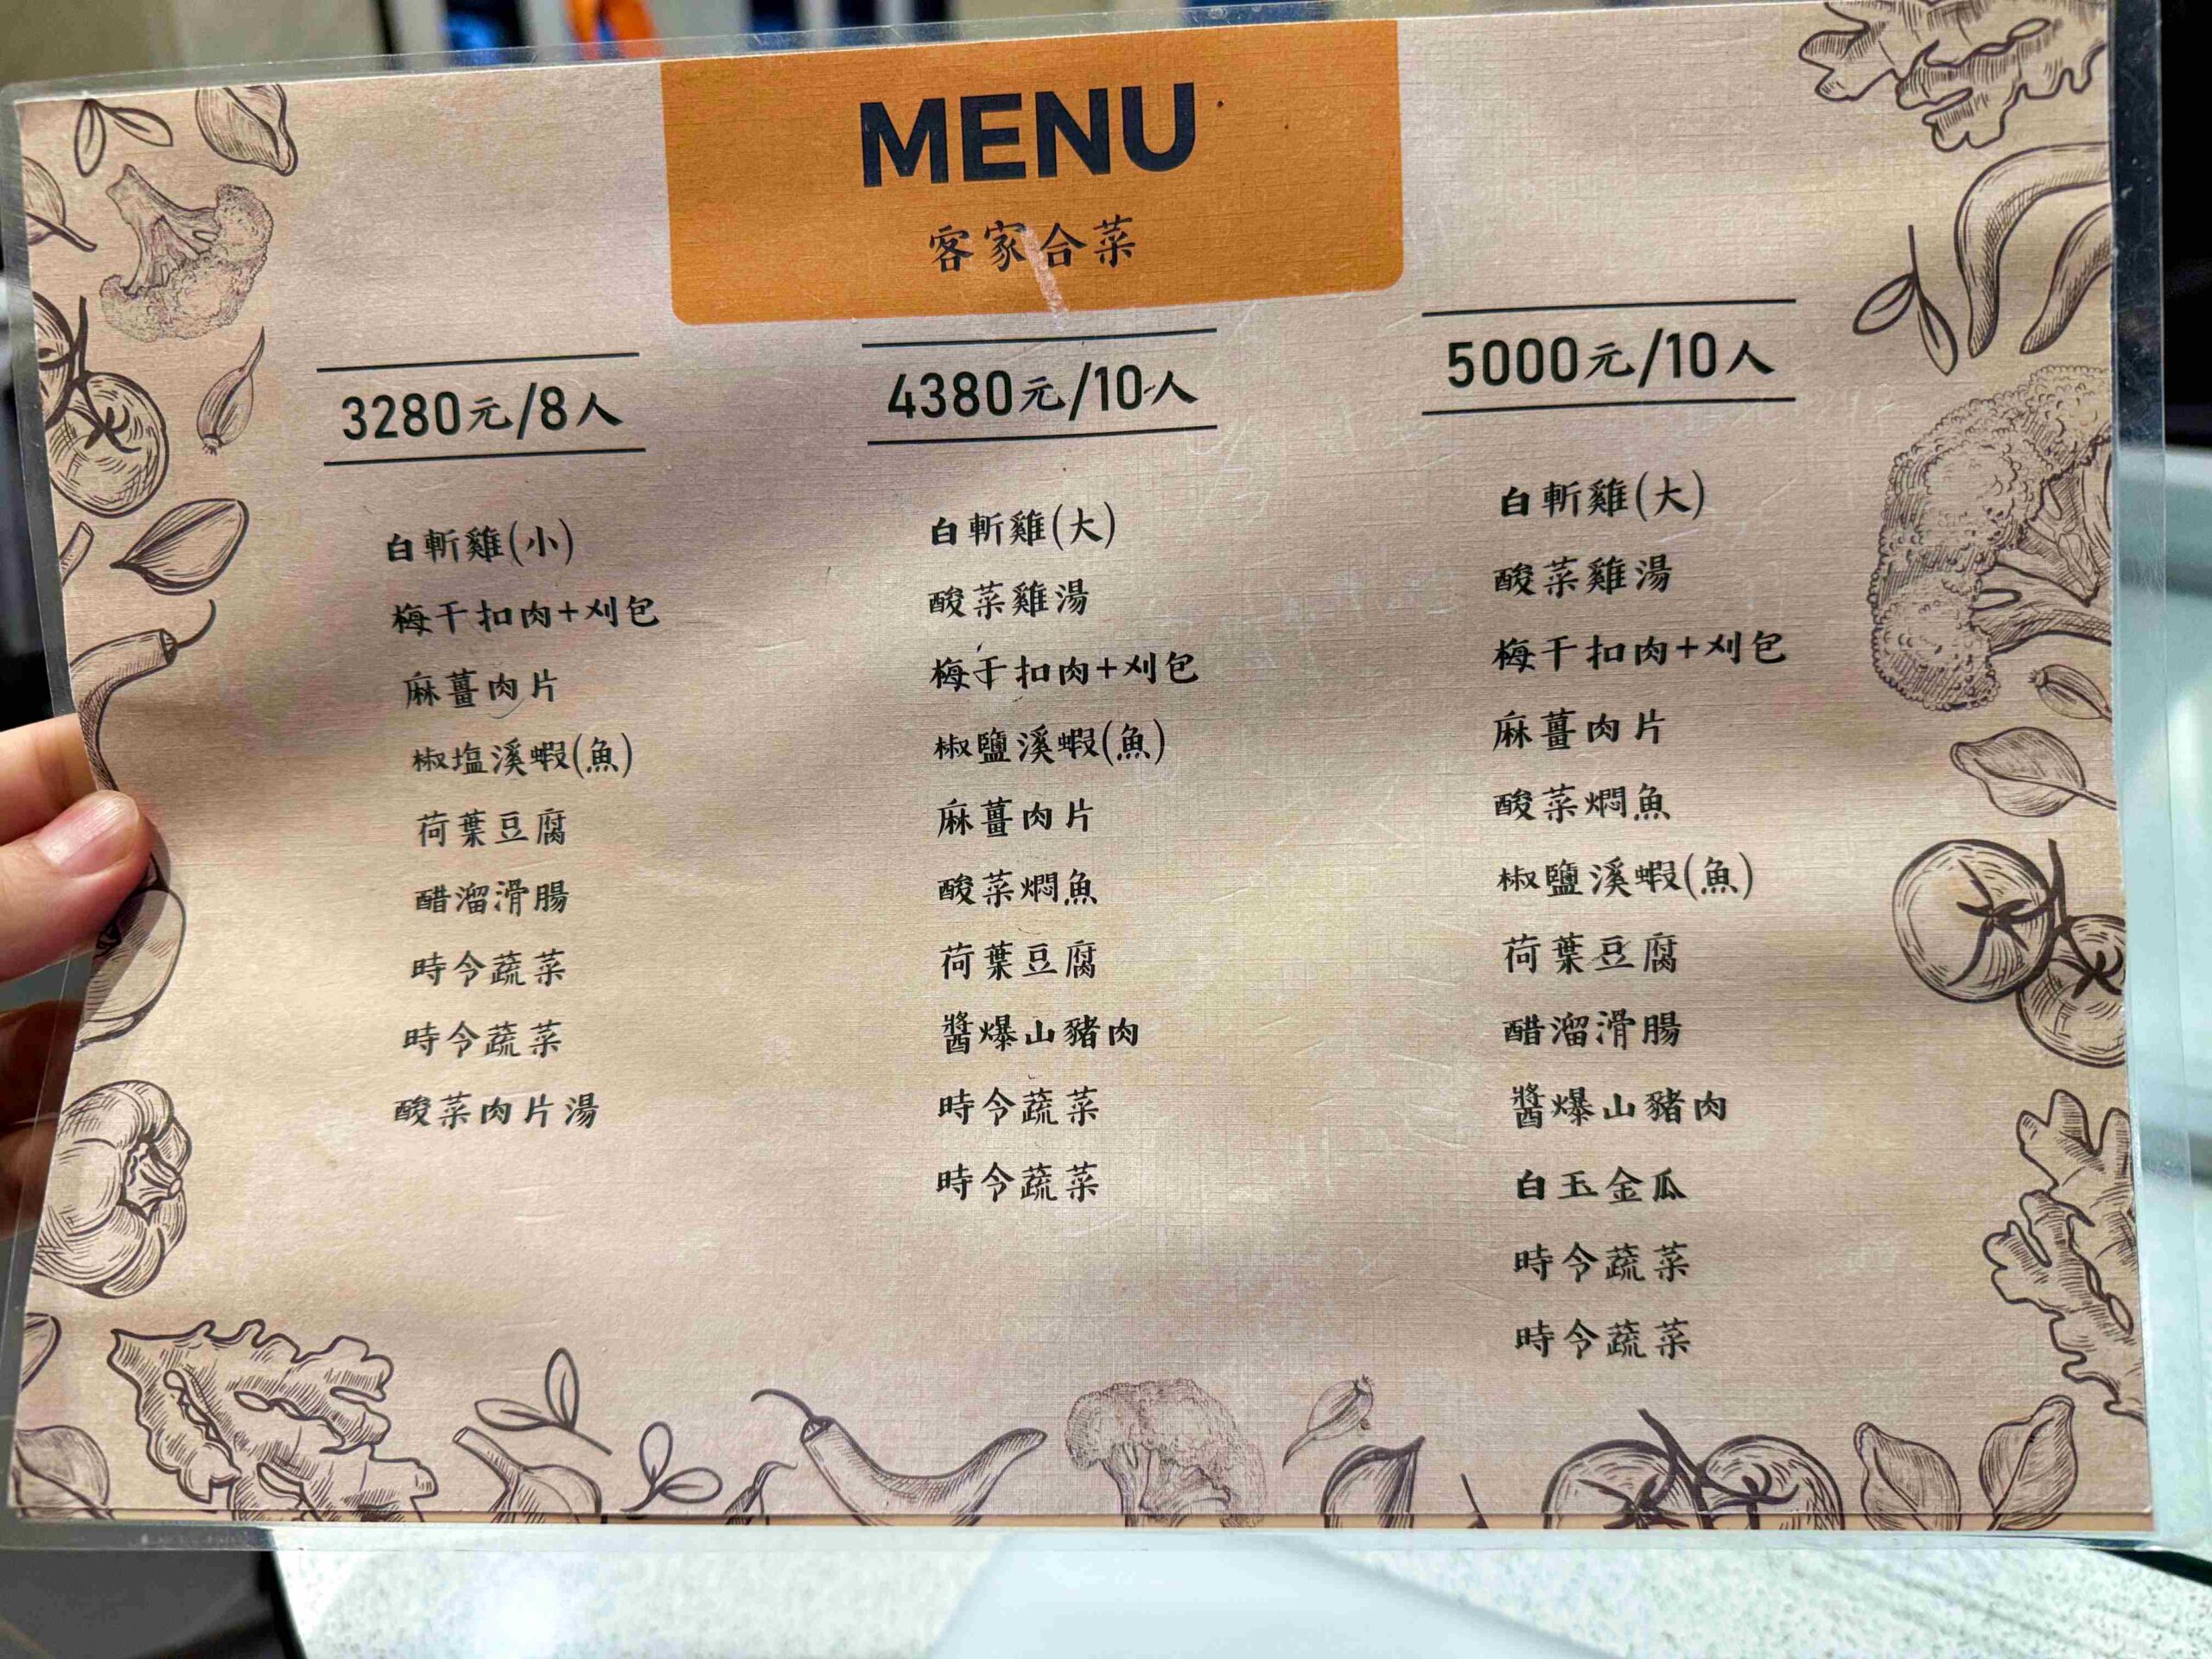 MENU
客家合菜
3280元/8人
白斬雞(小)
梅干扣肉+刈包
麻薑肉片
椒塩溪蝦(魚)
荷葉豆腐
醋溜滑腸
時令蔬菜
時令蔬菜
酸菜肉片湯
4380元/10人
白斬雞(大)
酸菜雞湯
梅干扣肉+刈包
椒鹽溪蝦(魚)
麻薑肉片
酸菜燜魚
荷葉豆腐
醬爆山豬肉
時令蔬菜
時令蔬菜
5000元/10人
白斬雞(大)
酸菜雞湯
梅干扣肉+刈包
麻薑肉片
酸菜燜魚
椒鹽溪蝦(魚)
荷葉豆腐
醋溜滑腸
醬爆山豬肉
白玉金瓜
時令蔬菜
時令蔬菜